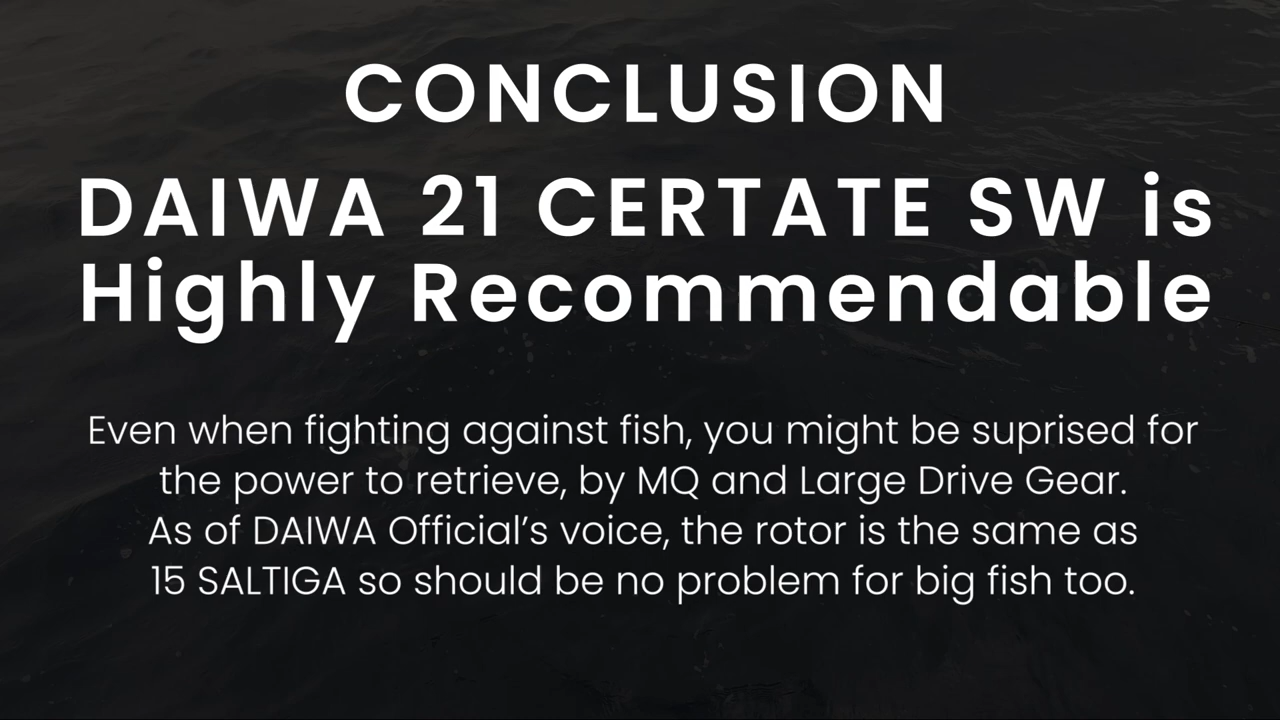 CONCLUSION
DAIWA 21 CERTATE SW is
Highly Recommendable
Even when fighting against fish, you might be suprised for
the power to retrieve, by MQ and Large Drive Gear.
As of DAIWA Official’s voice, the rotor is the same as
15 SALTIGA so should be no problem for big fish too.